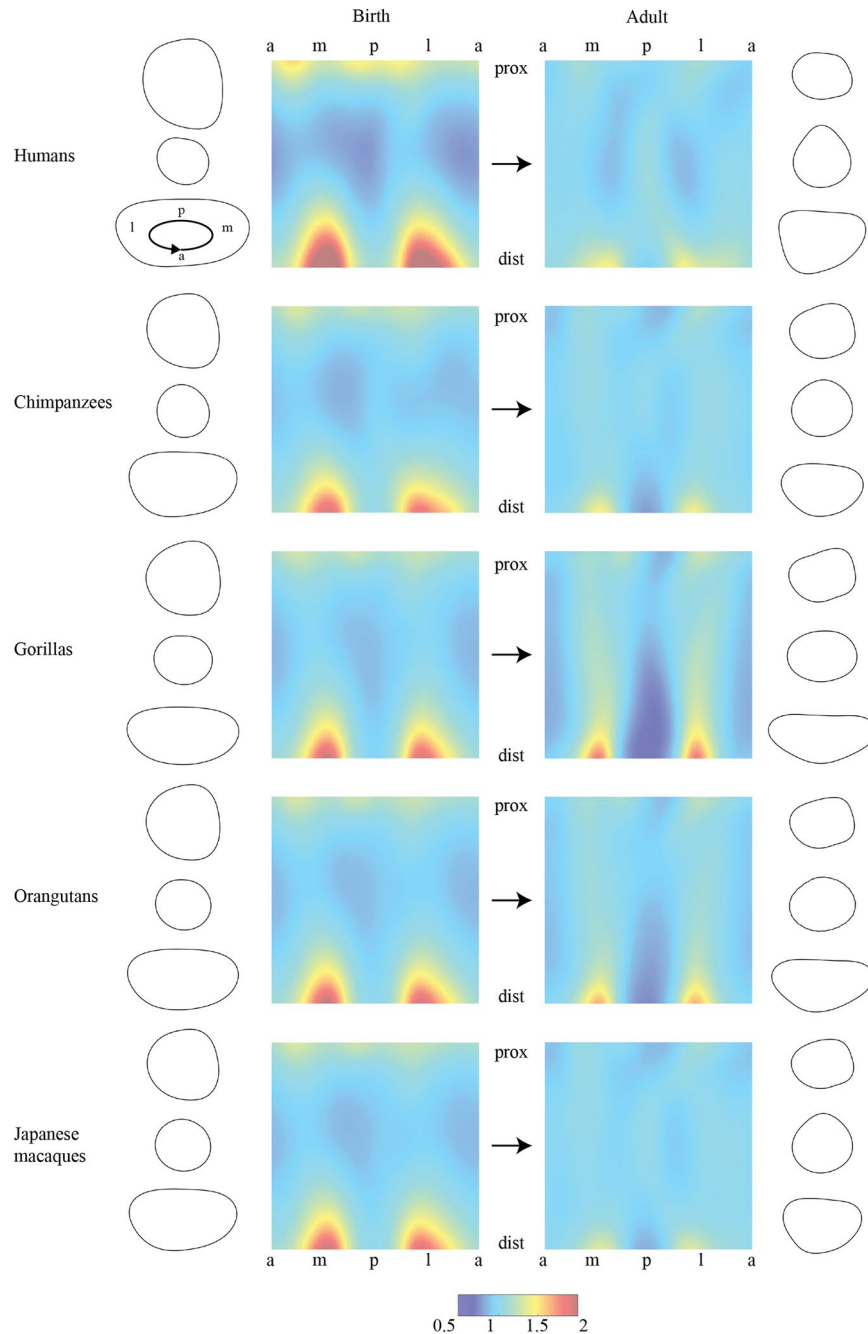 Birth Adult
a m p l a a m p l a
prox
Humans
p
l m
a
dist
prox
Chimpanzees
dist
prox
Gorillas
dist
prox
Orangutans
dist
prox
Japanese
macaques
dist
a m p l a a m p l a
0.5 1 1.5 2